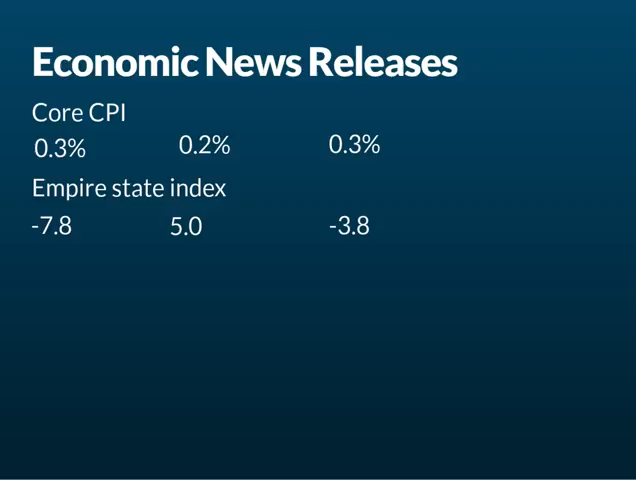 Economic News Releases
Core CPI
0.3% 0.2% 0.3%
Empire state index
-7.8 5.0 -3.8